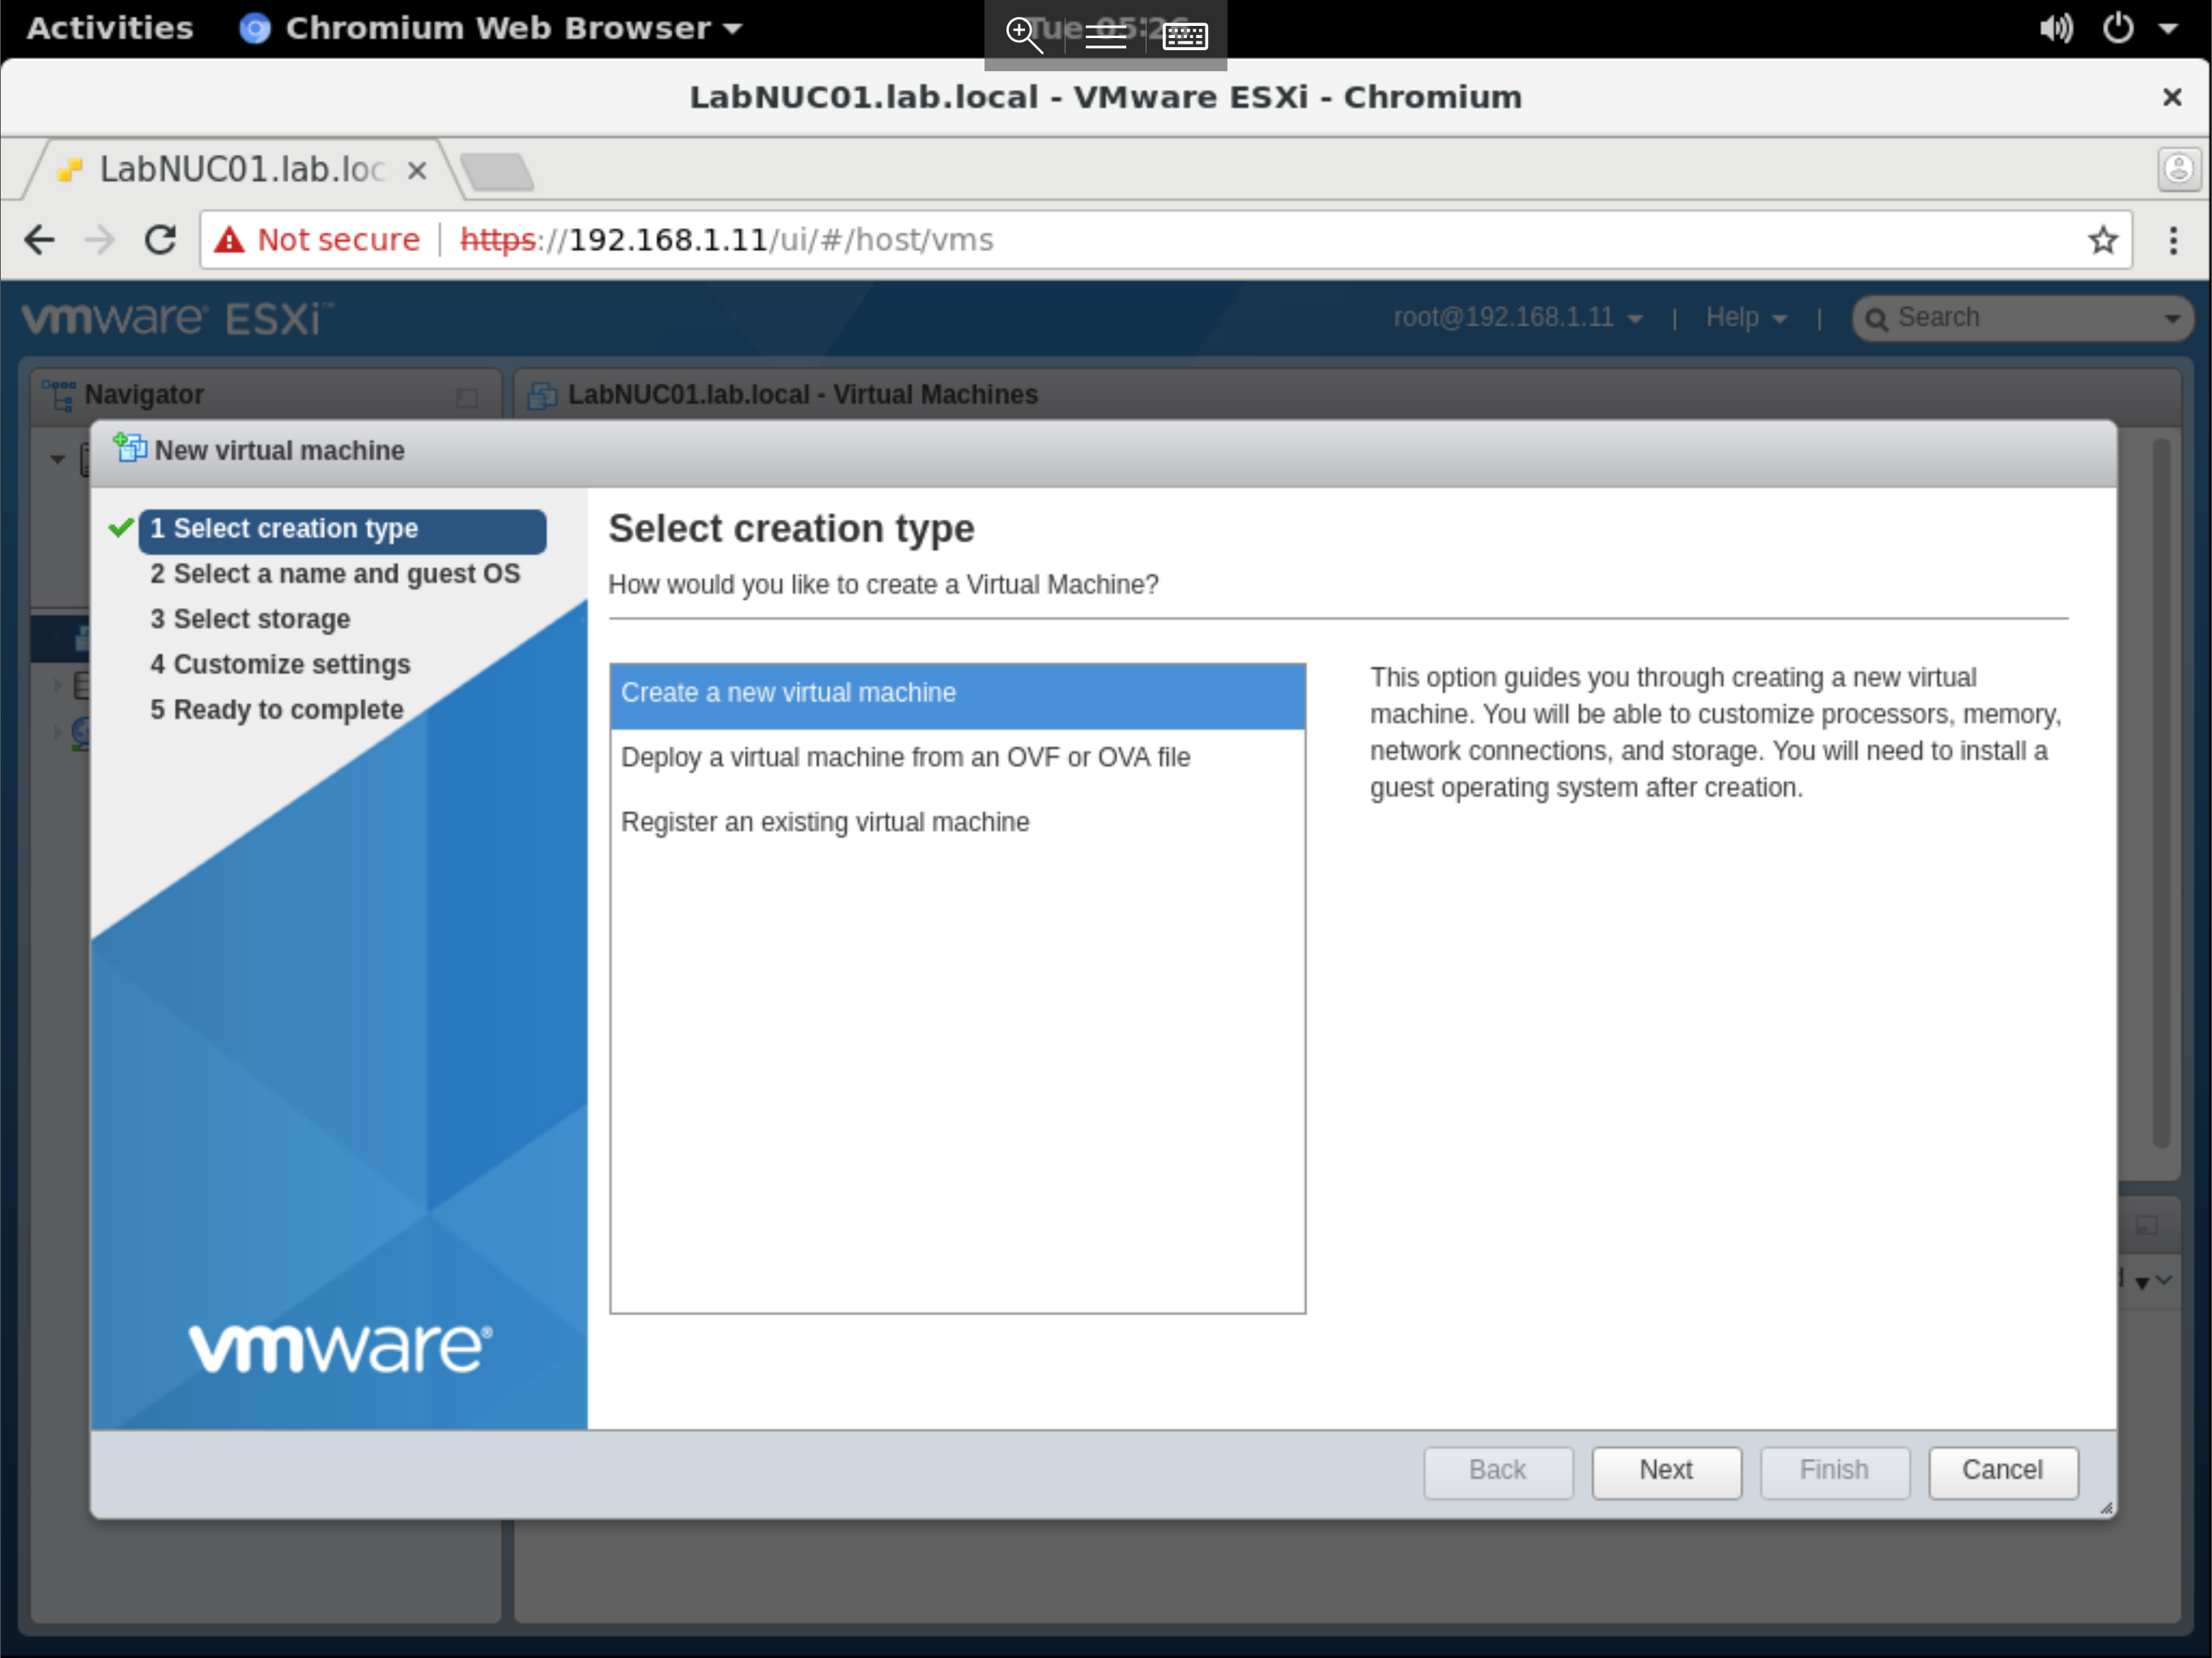 Activities Chromium Web Browser Tue 05:26
LabNUC01.lab.local - VMware ESXi - Chromium
LabNUC01.lab.loc
Not secure https://192.168.1.11/ui/#/host/vms
vmware® ESXi™
root@192.168.1.11 | Help | Search
Navigator
LabNUC01.lab.local - Virtual Machines
New virtual machine
1 Select creation type
2 Select a name and guest OS
3 Select storage
4 Customize settings
5 Ready to complete
Select creation type
How would you like to create a Virtual Machine?
Create a new virtual machine
Deploy a virtual machine from an OVF or OVA file
Register an existing virtual machine
This option guides you through creating a new virtual
machine. You will be able to customize processors, memory,
network connections, and storage. You will need to install a
guest operating system after creation.
vmware®
Back Next Finish Cancel